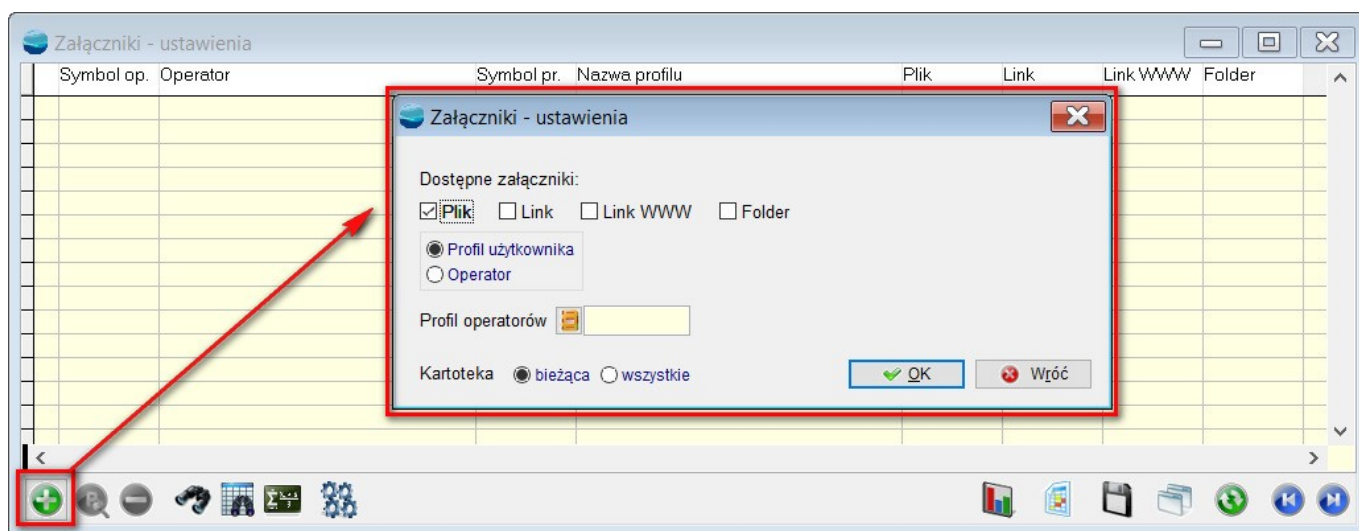 Załączniki - ustawienia
Symbol op. Operator Symbol pr. Nazwa profilu Plik Link Link WWW Folder
Załączniki - ustawienia
Dostępne załączniki:
Plik Link Link WWW Folder
Profil użytkownika
Operator
Profil operatorów
Kartoteka bieżąca wszystkie OK Wróć